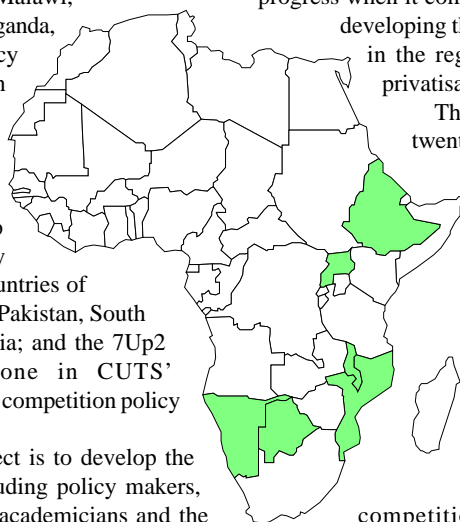 Malawi,
ganda,
cy
n
o
y
untries of
Pakistan, South
ia; and the 7Up2
one in CUTS’
competition policy
ect is to develop the
uding policy makers,
academicians and the
progress when it com
developing th
in the reg
privatisa
Th
twent
competitio